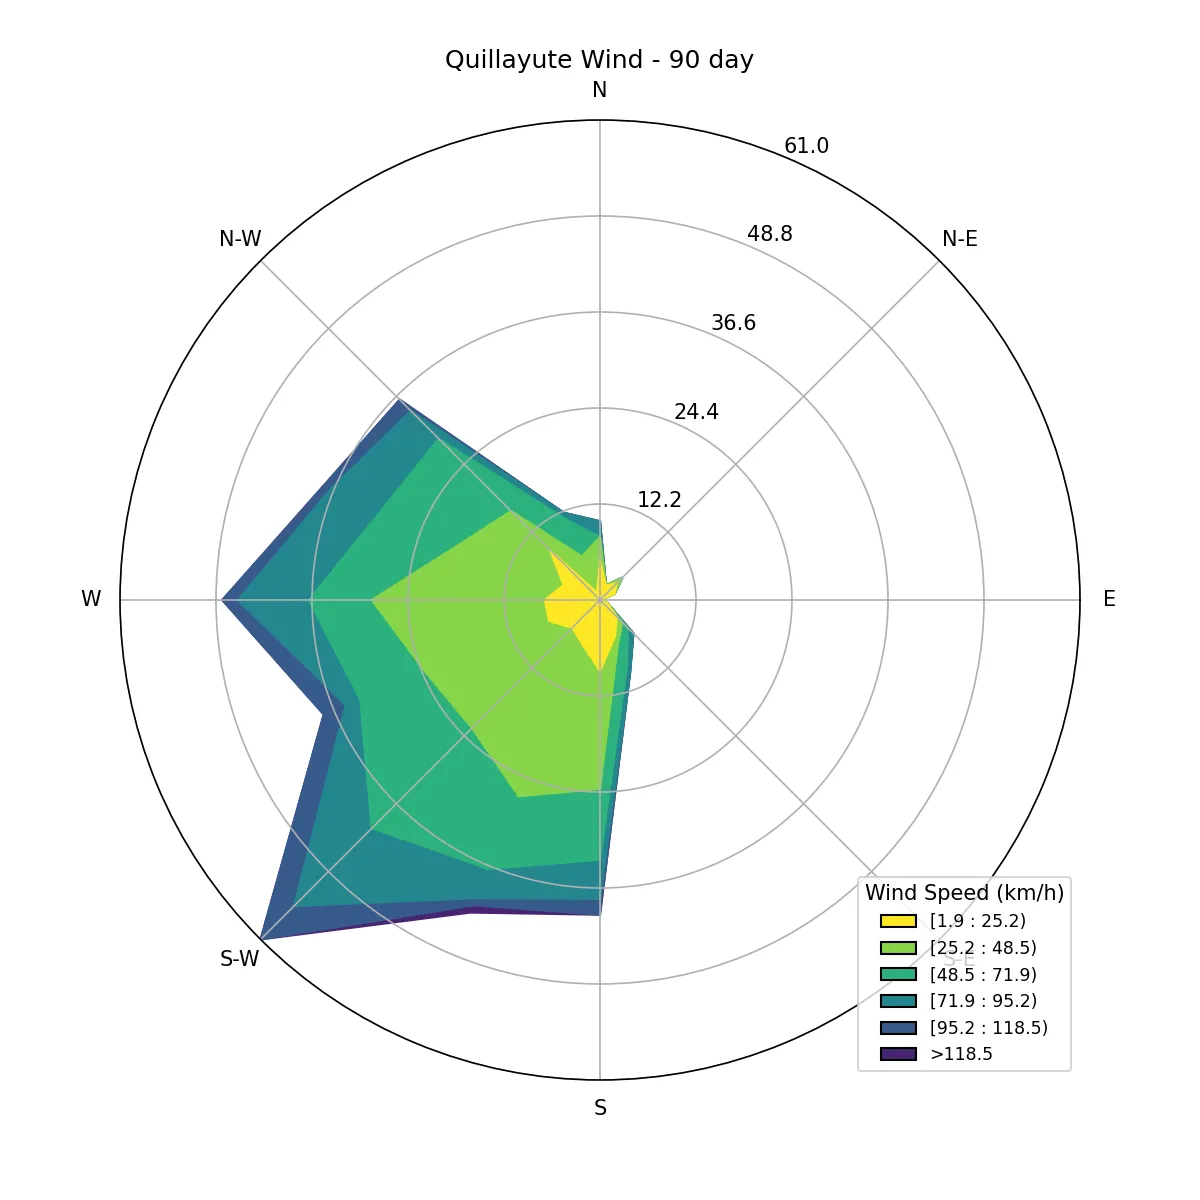 Quillayute Wind - 90 day
N
61.0
N-W
48.8
N-E
36.6
24.4
12.2
W
E
S-W
S-E
S
Wind Speed (km/h)
[1.9 : 25.2)
[25.2 : 48.5)
[48.5 : 71.9)
[71.9 : 95.2)
[95.2 : 118.5)
>118.5